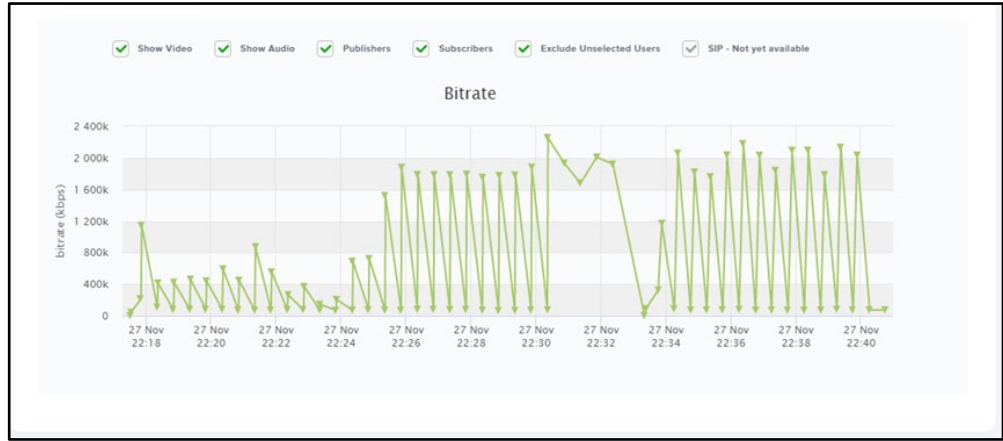 Show Video Show Audio Publishers Subscribers Exclude Unselected Users SIP - Not yet available
Bitrate
2 400k
2 000k
1 600k
1 200k
800k
400k
0
bitrate (kbps)
27 Nov 27 Nov 27 Nov 27 Nov 27 Nov 27 Nov 27 Nov 27 Nov 27 Nov 27 Nov 27 Nov 27 Nov
22:18 22:20 22:22 22:24 22:26 22:28 22:30 22:32 22:34 22:36 22:38 22:40